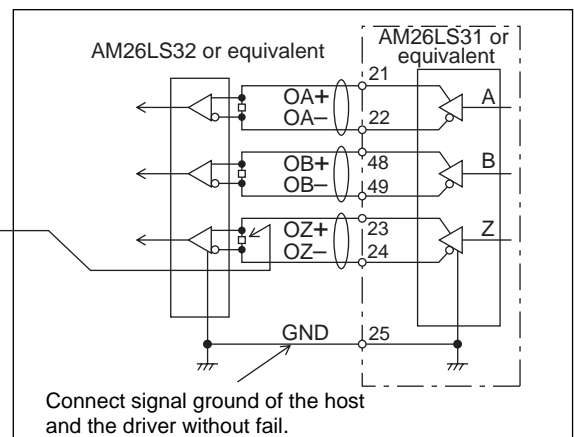 AM26LS32 or equivalent
AM26LS31 or
equivalent
21
OA+
OA–
22
A
OB+
48
OB–
49
B
OZ+
23
OZ–
24
Z
GND
25
Connect signal ground of the host
and the driver without fail.